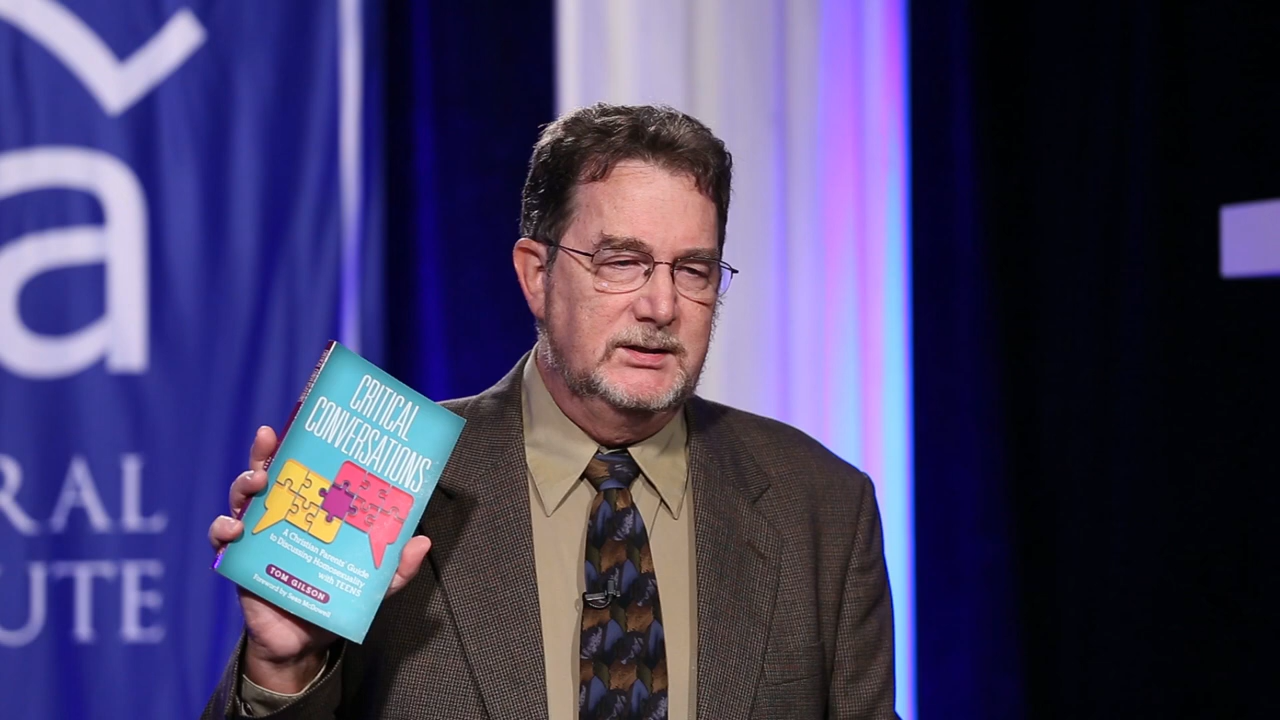 a
RAL
UTE
CRITICAL
CONVERSATIONS
A Christian Parents' Guide
to Discussing Homosexuality
with TEENS
TOM GILSON
Foreword by Sean McDowell